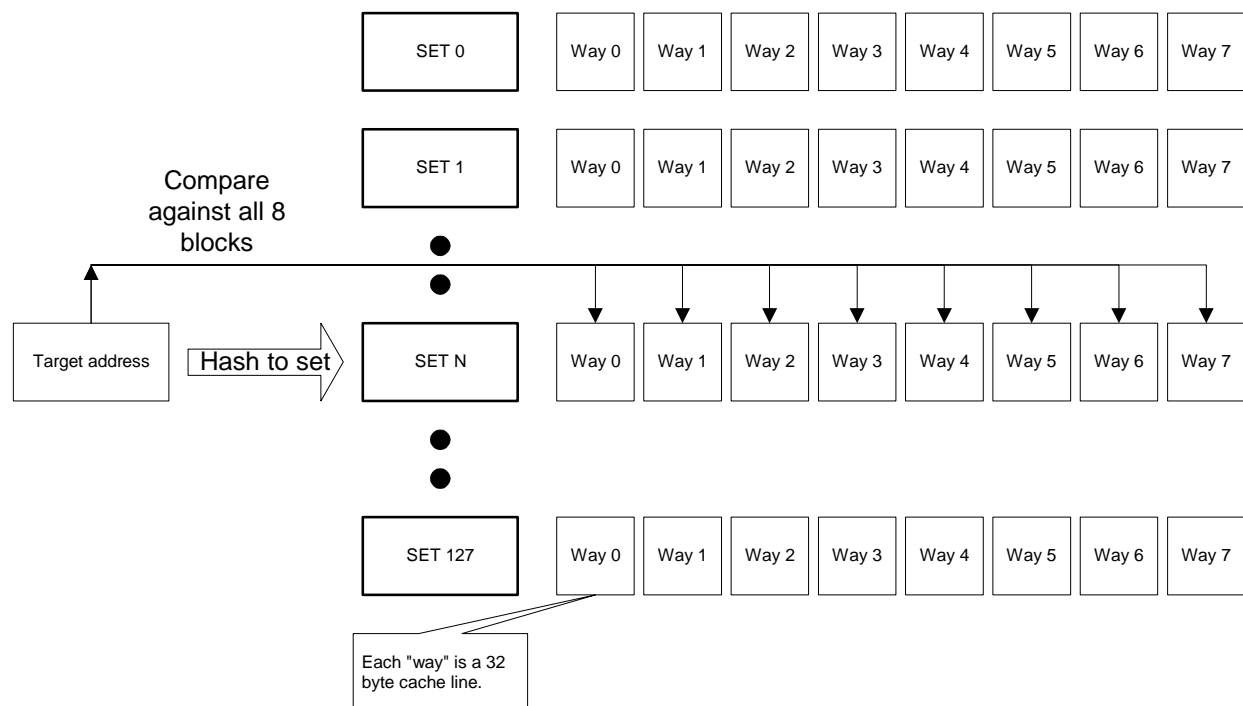 SET 0
Way 0 Way 1 Way 2 Way 3 Way 4 Way 5 Way 6 Way 7
SET 1
Way 0 Way 1 Way 2 Way 3 Way 4 Way 5 Way 6 Way 7
Compare
against all 8
blocks
Target address
Hash to set
SET N
Way 0 Way 1 Way 2 Way 3 Way 4 Way 5 Way 6 Way 7
SET 127
Way 0 Way 1 Way 2 Way 3 Way 4 Way 5 Way 6 Way 7
Each "way" is a 32
byte cache line.